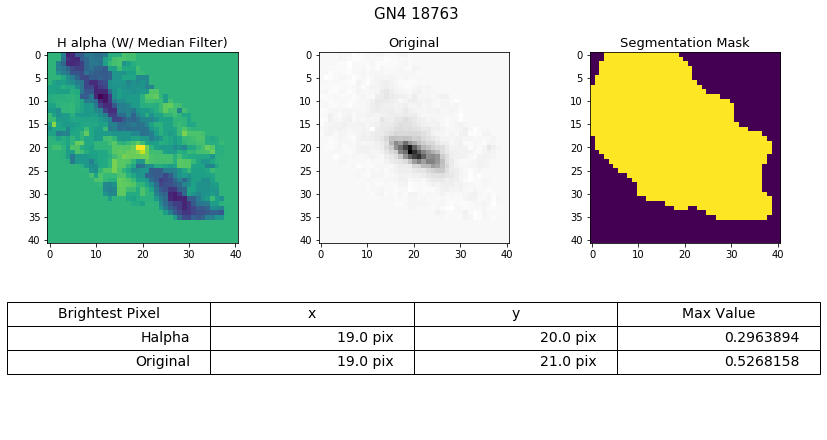 GN4 18763
H alpha (W/ Median Filter) Original Segmentation Mask
0 0 0
5 5 5
10 10 10
15 15 15
20 20 20
25 25 25
30 30 30
35 35 35
40 40 40
0 10 20 30 40 0 10 20 30 40 0 10 20 30 40
Brightest Pixel x y Max Value
Halpha 19.0 pix 20.0 pix 0.2963894
Original 19.0 pix 21.0 pix 0.5268158